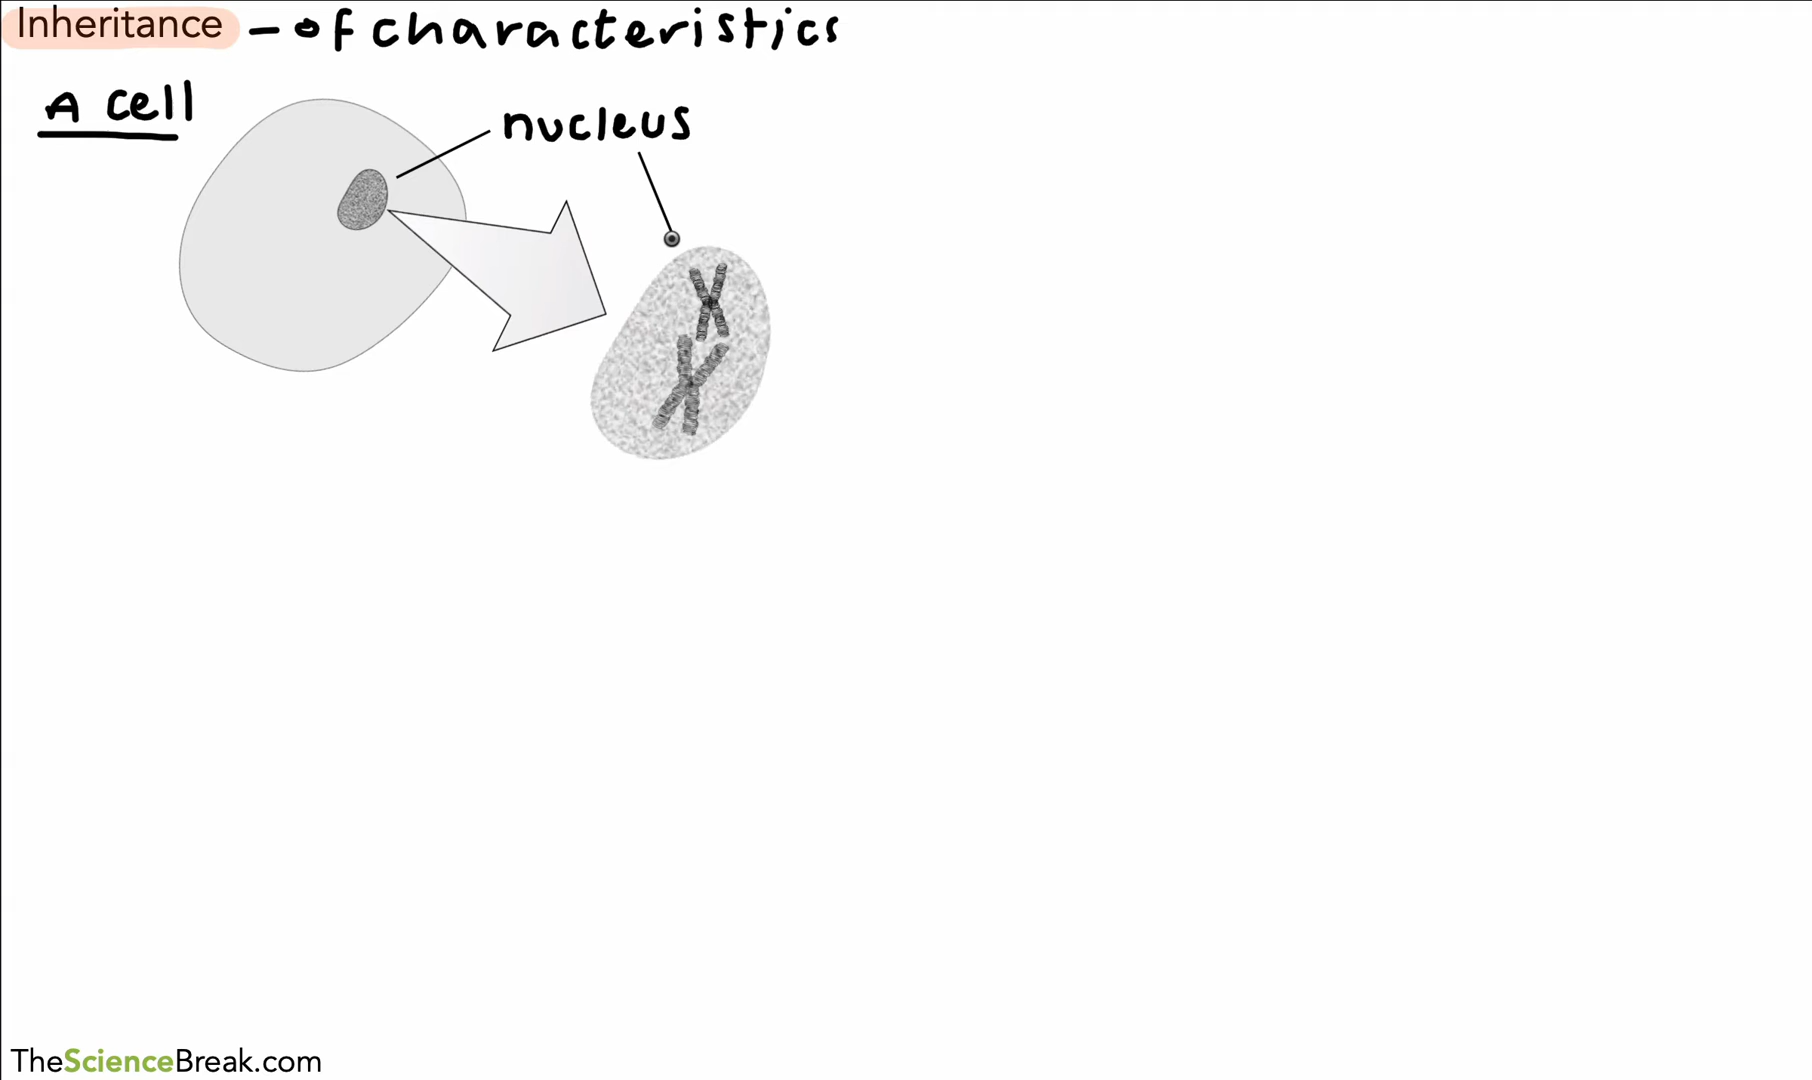 Inheritance - of characteristics
A cell
nucleus
TheScienceBreak.com